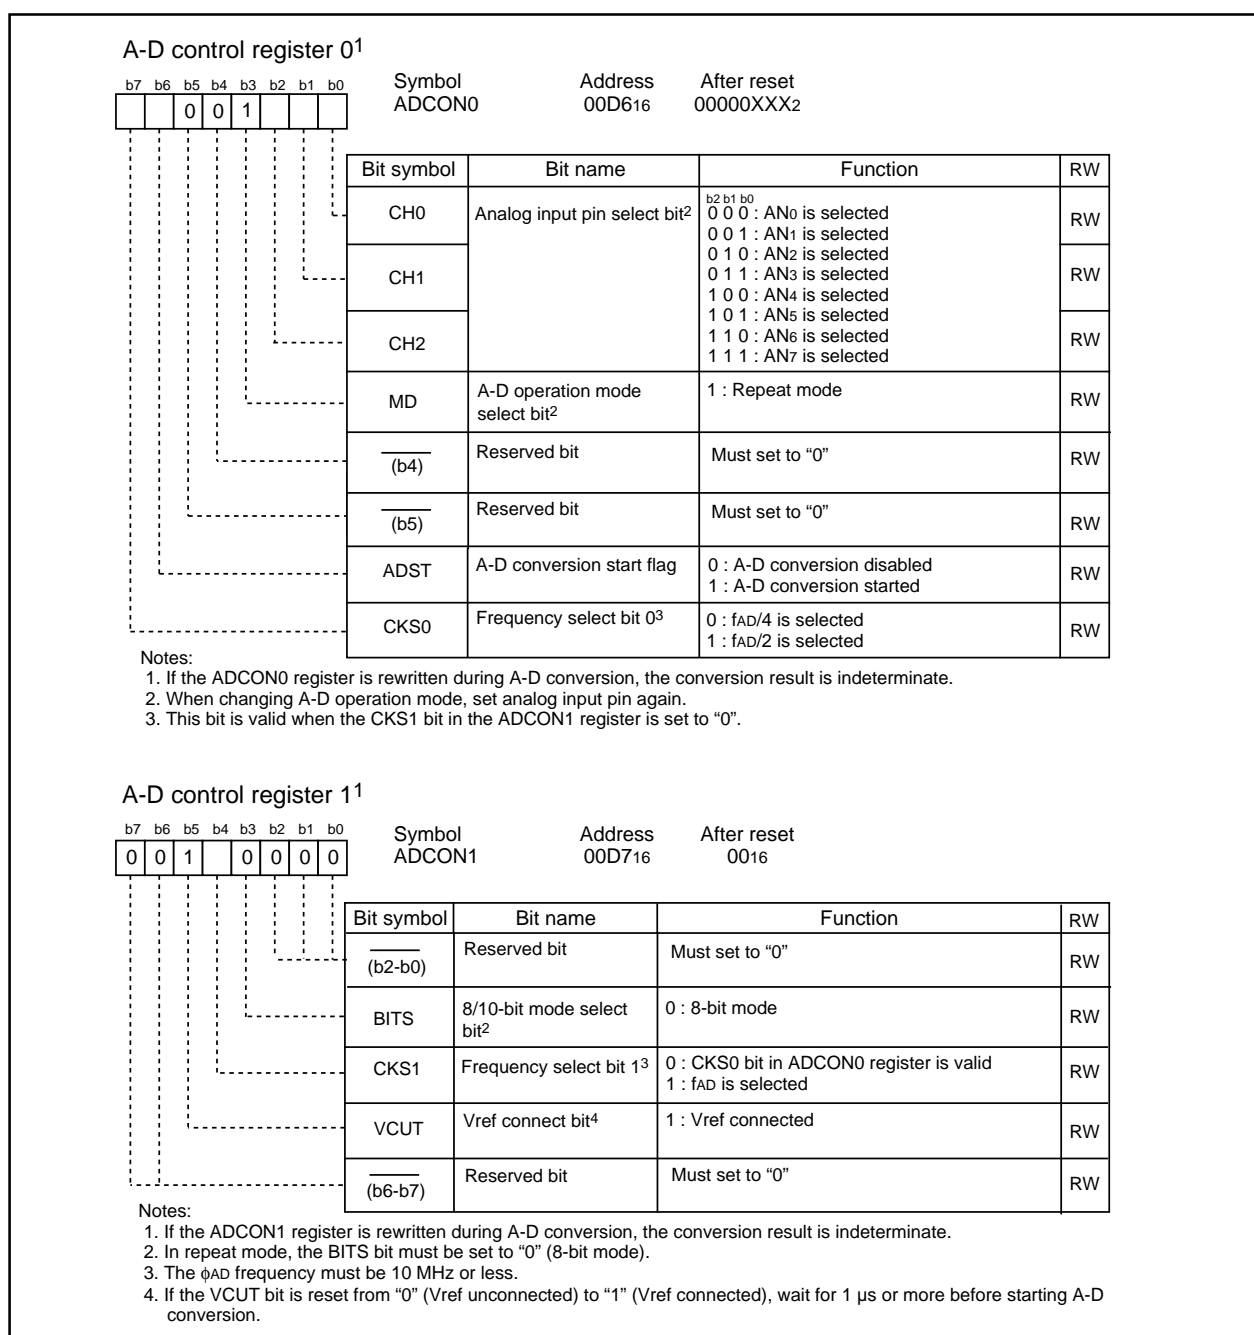 A-D control register 0¹
b7 b6 b5 b4 b3 b2 b1 b0
0 0 1
Symbol Address After reset
ADCON0 00D616 00000XXX2
Bit symbol Bit name Function RW
CH0 Analog input pin select bit² RW
b2 b1 b0
0 0 0 : AN0 is selected
0 0 1 : AN1 is selected
0 1 0 : AN2 is selected
CH1 0 1 1 : AN3 is selected RW
1 0 0 : AN4 is selected
1 0 1 : AN5 is selected
CH2 1 1 0 : AN6 is selected RW
1 1 1 : AN7 is selected
MD A-D operation mode select bit² 1 : Repeat mode RW
(b4) Reserved bit Must set to “0” RW
(b5) Reserved bit Must set to “0” RW
ADST A-D conversion start flag 0 : A-D conversion disabled RW
1 : A-D conversion started
CKS0 Frequency select bit 0³ 0 : fAD/4 is selected RW
1 : fAD/2 is selected
Notes:
1. If the ADCON0 register is rewritten during A-D conversion, the conversion result is indeterminate.
2. When changing A-D operation mode, set analog input pin again.
3. This bit is valid when the CKS1 bit in the ADCON1 register is set to “0”.
A-D control register 1¹
b7 b6 b5 b4 b3 b2 b1 b0
0 0 1 0 0 0 0
Symbol Address After reset
ADCON1 00D716 0016
Bit symbol Bit name Function RW
(b2-b0) Reserved bit Must set to “0” RW
BITS 8/10-bit mode select bit² 0 : 8-bit mode RW
CKS1 Frequency select bit 1³ 0 : CKS0 bit in ADCON0 register is valid RW
1 : fAD is selected
VCUT Vref connect bit⁴ 1 : Vref connected RW
(b6-b7) Reserved bit Must set to “0” RW
Notes:
1. If the ADCON1 register is rewritten during A-D conversion, the conversion result is indeterminate.
2. In repeat mode, the BITS bit must be set to “0” (8-bit mode).
3. The φAD frequency must be 10 MHz or less.
4. If the VCUT bit is reset from “0” (Vref unconnected) to “1” (Vref connected), wait for 1 µs or more before starting A-D
conversion.